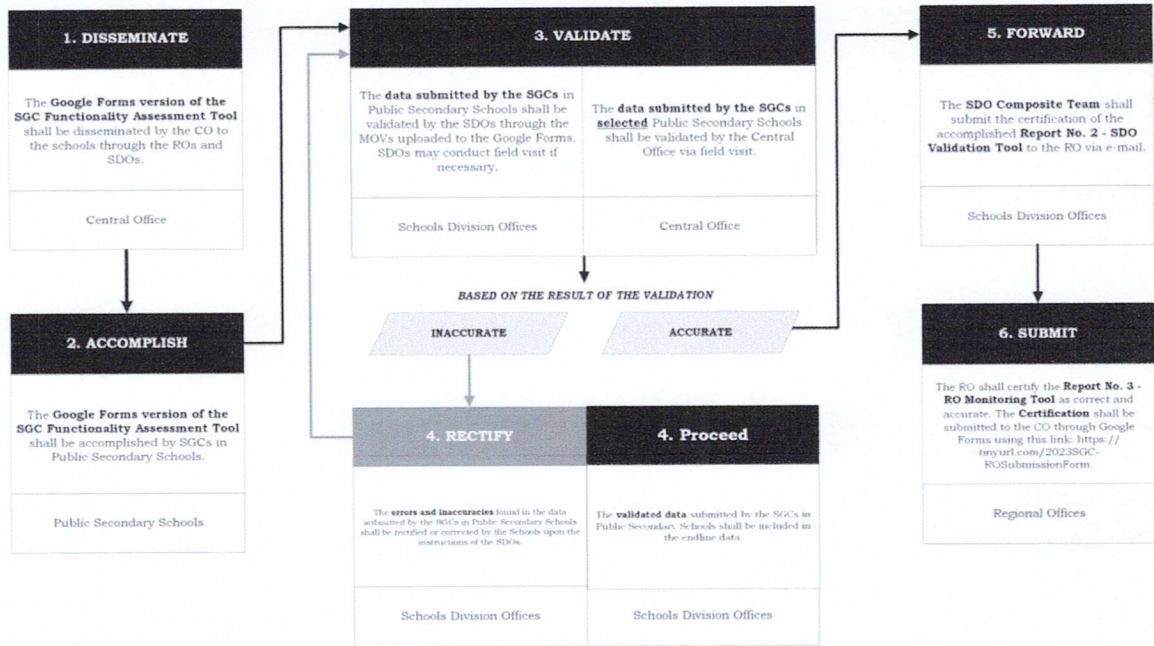 1. DISSEMINATE
The Google Forms version of the
SGC Functionality Assessment Tool
shall be disseminated by the CO to
the schools through the ROs and
SDOs.
Central Office
2. ACCOMPLISH
The Google Forms version of the
SGC Functionality Assessment Tool
shall be accomplished by SGCs in
Public Secondary Schools.
Public Secondary Schools
3. VALIDATE
The data submitted by the SGCs in
Public Secondary Schools shall be
validated by the SDOs through the
MOVs uploaded to the Google Forms.
SDOs may conduct field visit if
necessary.
Schools Division Offices
The data submitted by the SGCs in
selected Public Secondary Schools
shall be validated by the Central
Office via field visit.
Central Office
BASED ON THE RESULT OF THE VALIDATION
INACCURATE
ACCURATE
4. RECTIFY
The errors and inaccuracies found in the data
submitted by the SGCs in Public Secondary Schools
shall be rectified or corrected by the Schools upon the
instructions of the SDOs.
Schools Division Offices
4. Proceed
The validated data submitted by the SGCs in
Public Secondary Schools shall be included in
the endline data.
Schools Division Offices
5. FORWARD
The SDO Composite Team shall
submit the certification of the
accomplished Report No. 2 - SDO
Validation Tool to the RO via e-mail.
Schools Division Offices
6. SUBMIT
The RO shall certify the Report No. 3 -
RO Monitoring Tool as correct and
accurate. The Certification shall be
submitted to the CO through Google
Forms using this link: https://
tinyurl.com/2023SGC-
ROSubmissionForm.
Regional Offices